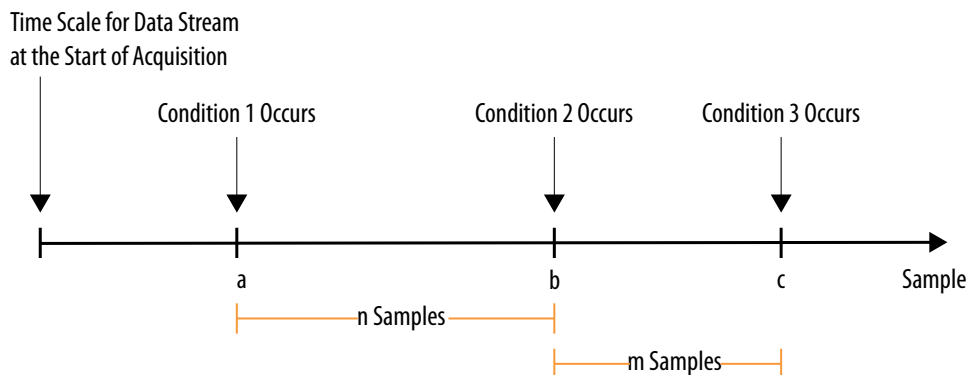 Time Scale for Data Stream
at the Start of Acquisition
Condition 1 Occurs
Condition 2 Occurs
Condition 3 Occurs
a
b
c
Sample
n Samples
m Samples